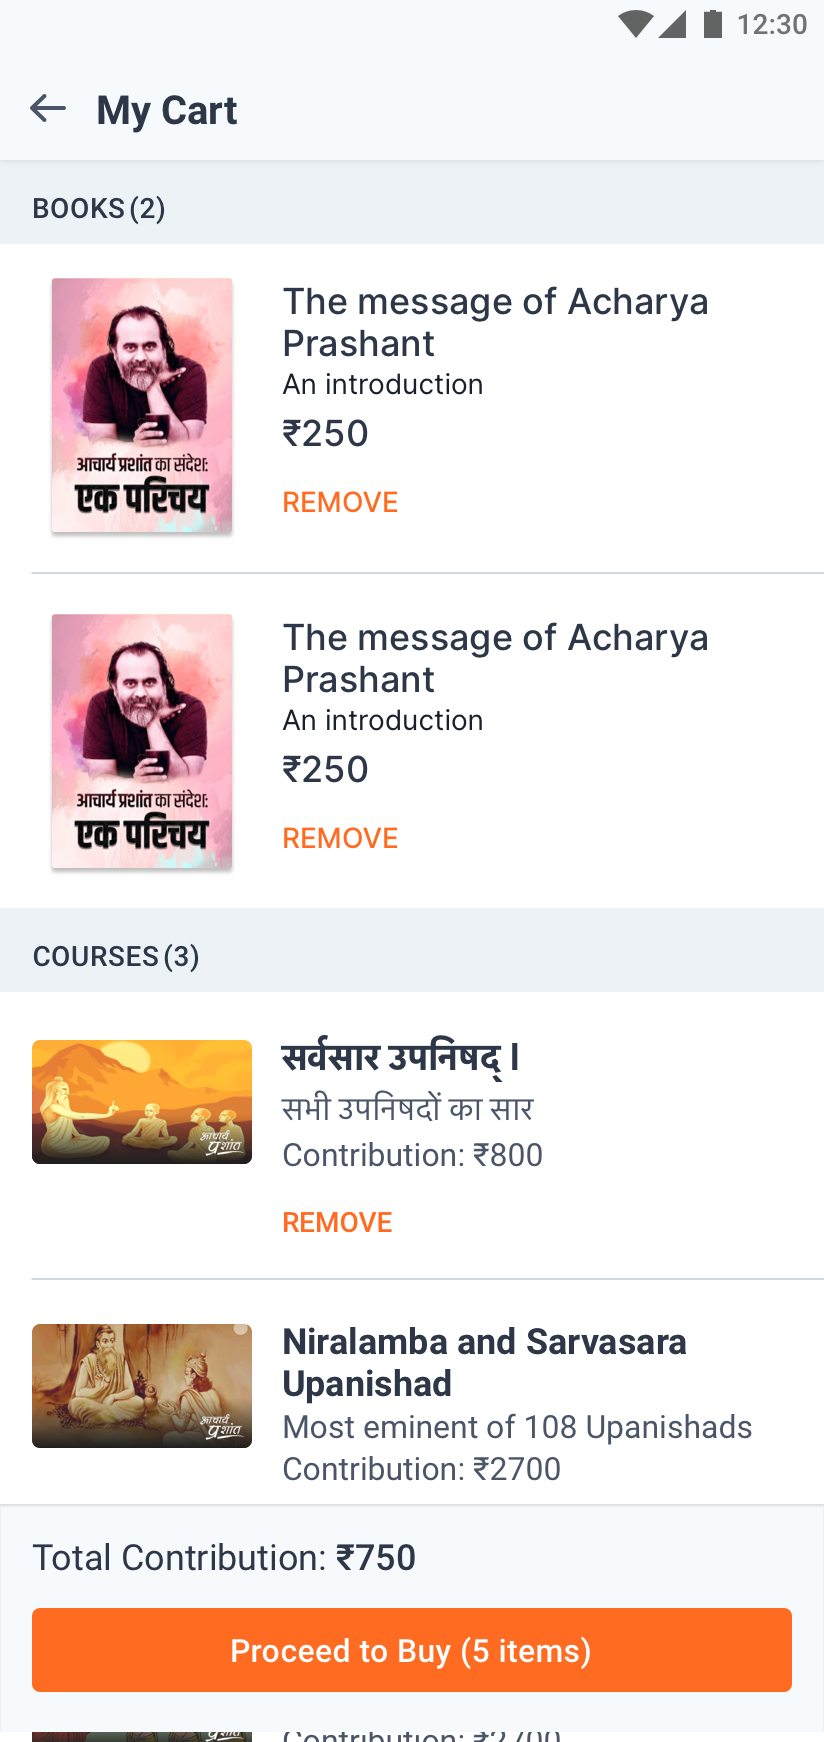 12:30
My Cart
BOOKS (2)
The message of Acharya
Prashant
An introduction
₹250
REMOVE
आचार्य प्रशांत का संदेश:
एक परिचय
The message of Acharya
Prashant
An introduction
₹250
REMOVE
आचार्य प्रशांत का संदेश:
एक परिचय
COURSES (3)
सर्वसार उपनिषद् ।
सभी उपनिषदों का सार
Contribution: ₹800
REMOVE
आचार्य
प्रशांत
Niralamba and Sarvasara
Upanishad
Most eminent of 108 Upanishads
Contribution: ₹2700
आचार्य
प्रशांत
Total Contribution: ₹750
Proceed to Buy (5 items)
Contribution: ₹2700